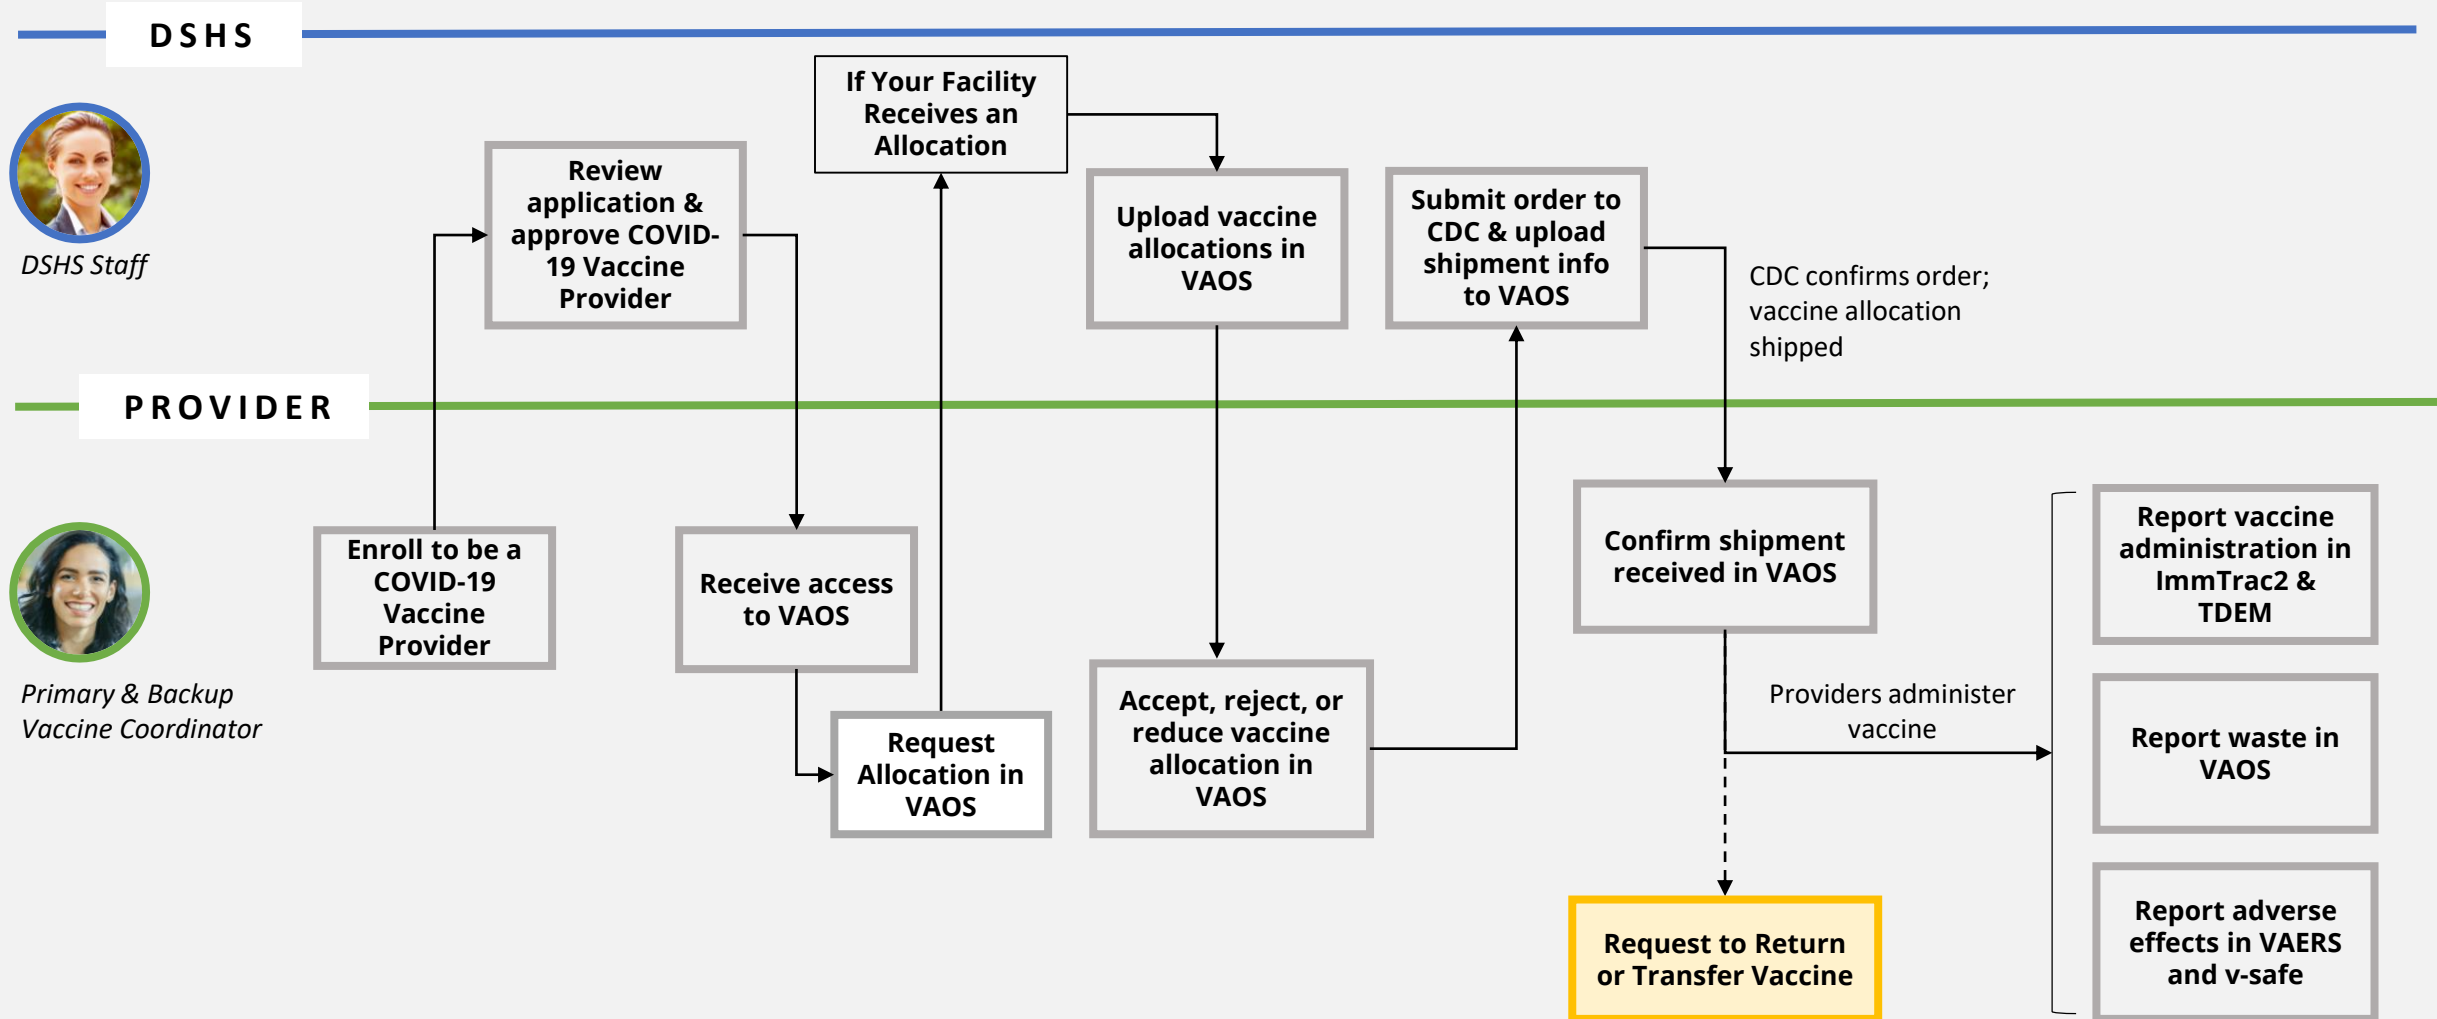 DSHS
DSHS Staff
Review
application &
approve COVID-
19 Vaccine
Provider
If Your Facility
Receives an
Allocation
Upload vaccine
allocations in
VAOS
Submit order to
CDC & upload
shipment info
to VAOS
CDC confirms order;
vaccine allocation
shipped
PROVIDER
Primary & Backup
Vaccine Coordinator
Enroll to be a
COVID-19
Vaccine
Provider
Receive access
to VAOS
Request
Allocation in
VAOS
Accept, reject, or
reduce vaccine
allocation in
VAOS
Confirm shipment
received in VAOS
Providers administer
vaccine
Request to Return
or Transfer Vaccine
Report vaccine
administration in
ImmTrac2 &
TDEM
Report waste in
VAOS
Report adverse
effects in VAERS
and v-safe